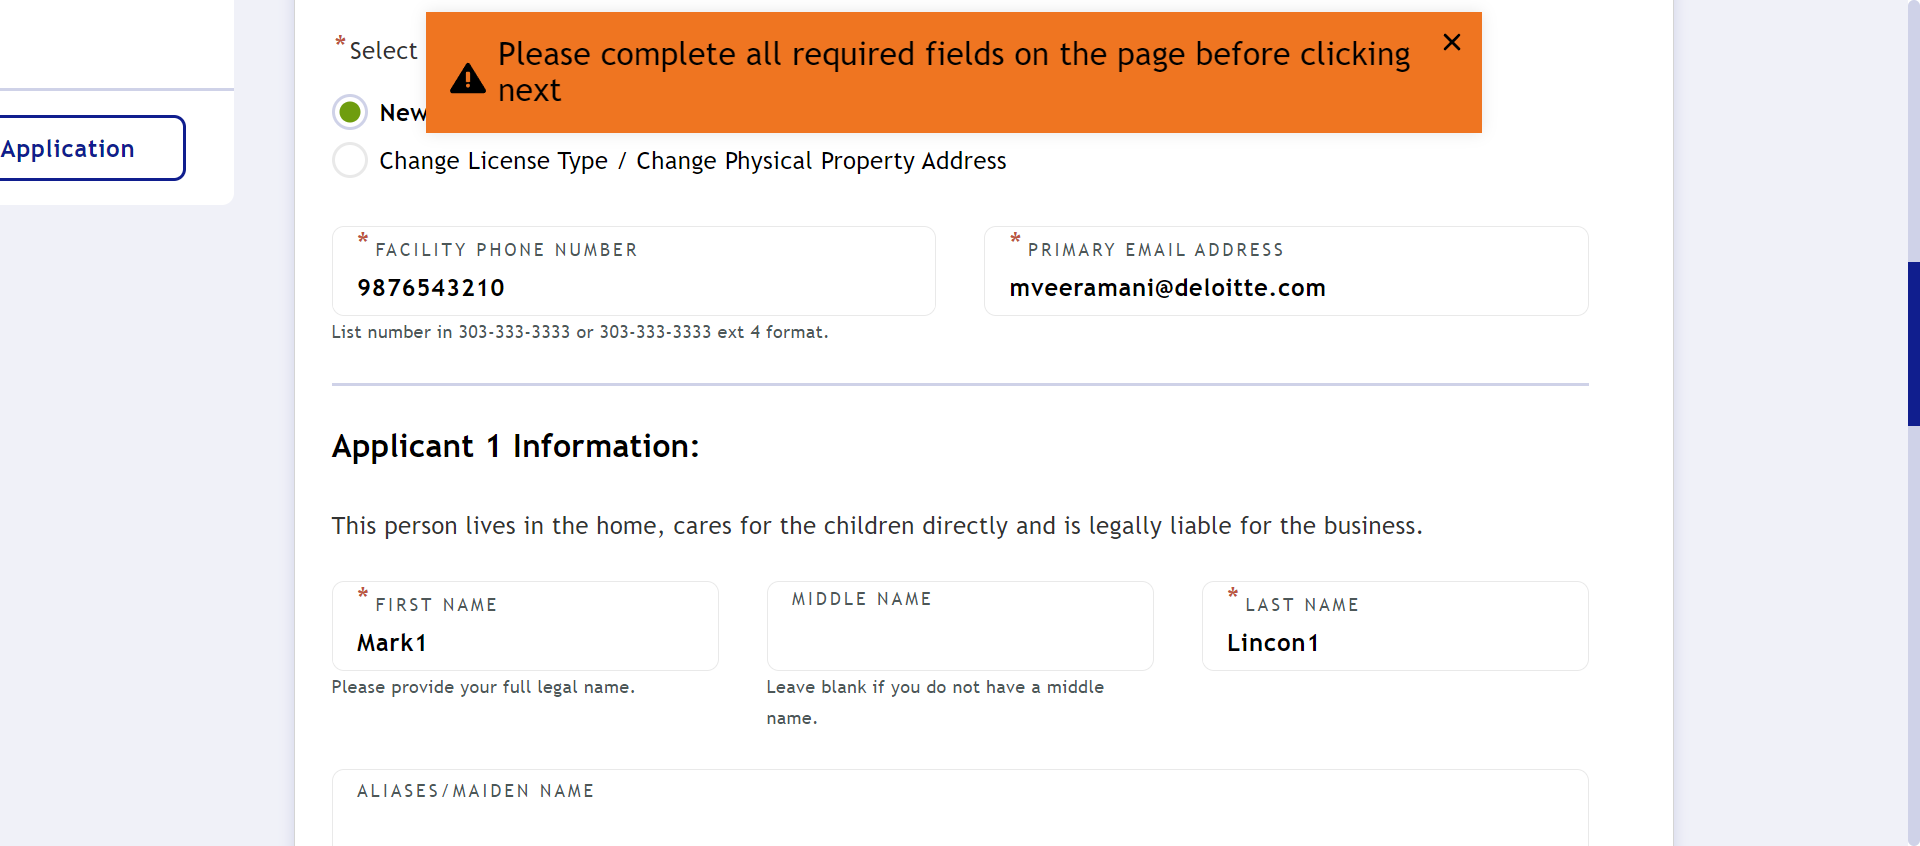 Application
*Select
Please complete all required fields on the page before clicking
next
New
Change License Type / Change Physical Property Address
*FACILITY PHONE NUMBER
9876543210
List number in 303-333-3333 or 303-333-3333 ext 4 format.
*PRIMARY EMAIL ADDRESS
mveeramani@deloitte.com
Applicant 1 Information:
This person lives in the home, cares for the children directly and is legally liable for the business.
*FIRST NAME
Mark1
Please provide your full legal name.
MIDDLE NAME
Leave blank if you do not have a middle
name.
*LAST NAME
Lincon1
ALIASES/MAIDEN NAME